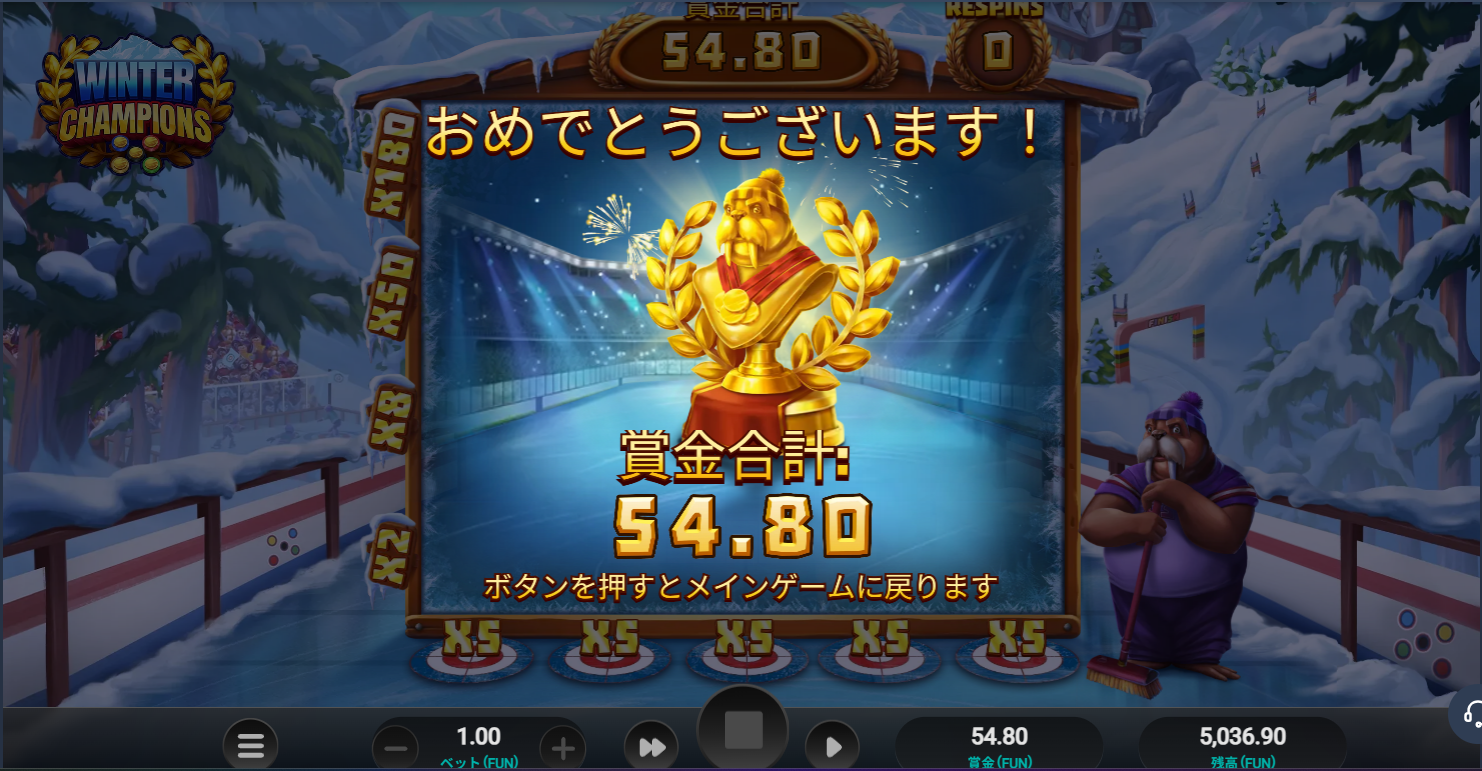 賞金合計
RESPINS
54.80
0
WINTER
CHAMPIONS
X180
おめでとうございます！
X50
FINISH
X8
賞金合計:
54.80
X2
ボタンを押すとメインゲームに戻ります
X5 X5 X5 X5 X5
1.00
ベット(FUN)
54.80
賞金(FUN)
5,036.90
残高(FUN)